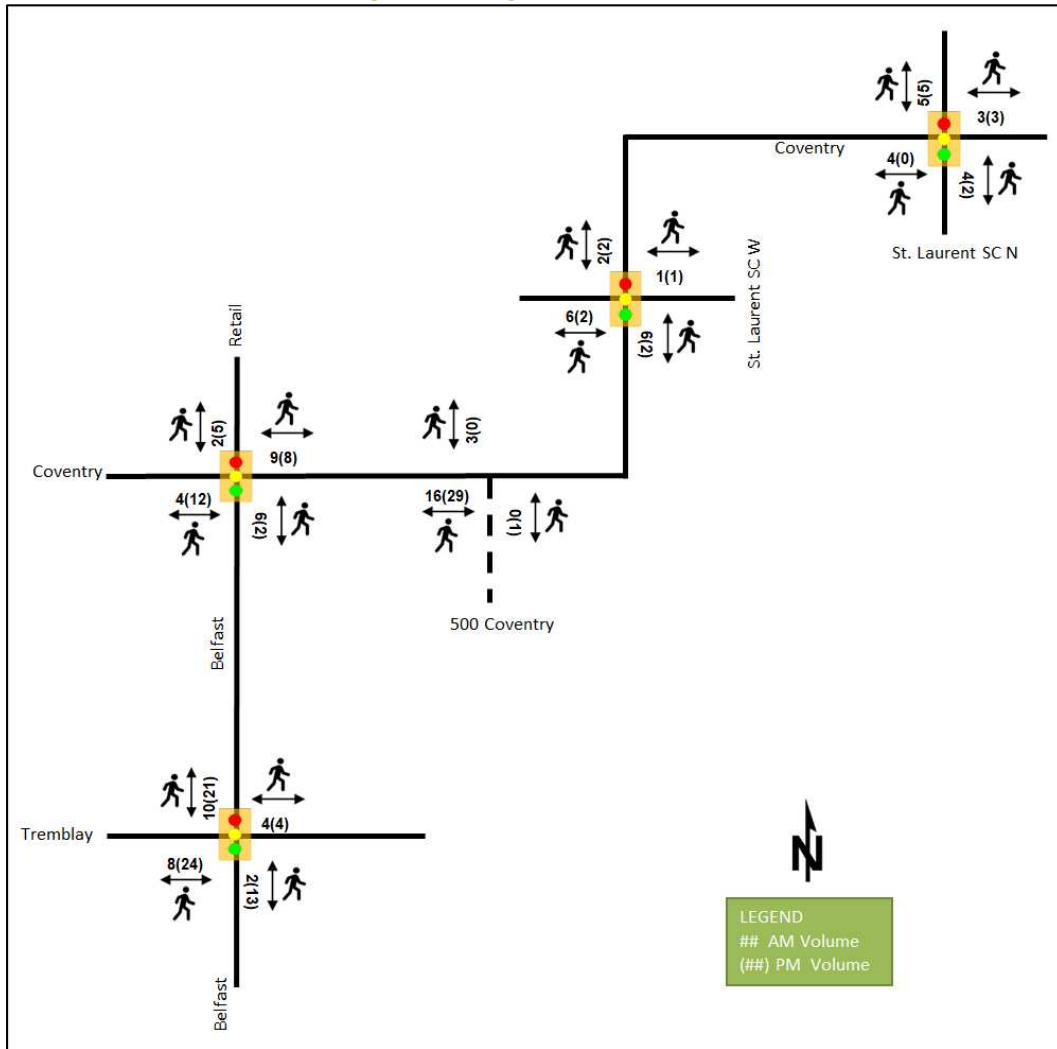 5(5)
3(3)
Coventry
4(0)
4(2)
St. Laurent SC N
2(2)
1(1)
St. Laurent SC W
6(2)
6(2)
Retail
2(5)
9(8)
3(0)
Coventry
4(12)
6(2)
16(29)
0(1)
500 Coventry
Belfast
10(21)
4(4)
Tremblay
8(24)
2(13)
Belfast
N
LEGEND
## AM Volume
(##) PM Volume